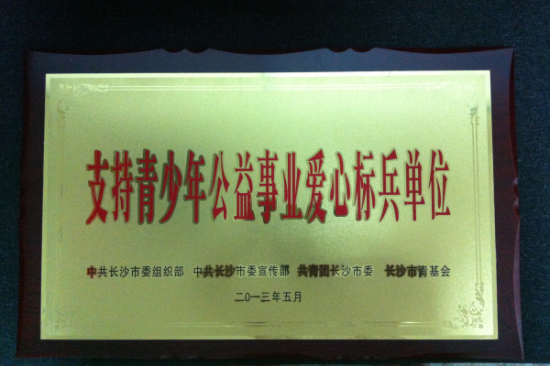 支持青少年公益事业爱心标兵单位
中共长沙市委组织部 中共长沙市委宣传部 共青团长沙市委 长沙市青基会
二〇一三年五月